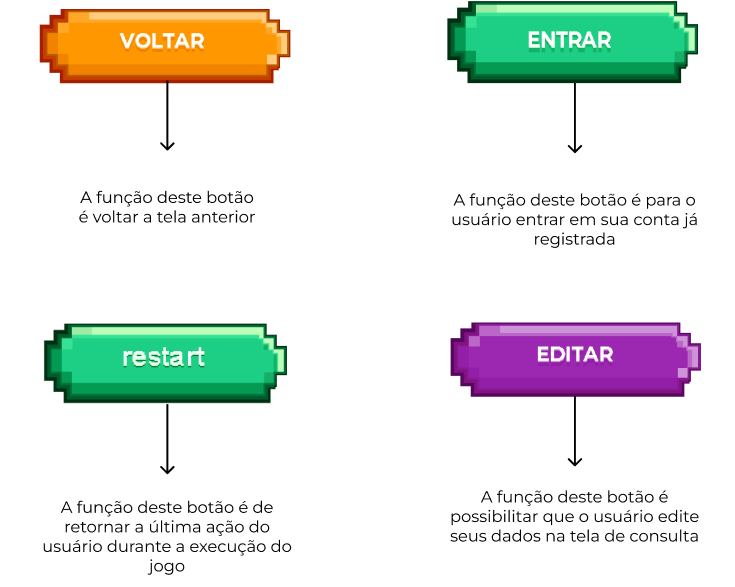 VOLTAR
ENTRAR
A função deste botão
é voltar a tela anterior
A função deste botão é para o
usuário entrar em sua conta já
registrada
restart
EDITAR
A função deste botão é de
retornar a última ação do
usuário durante a execução do
jogo
A função deste botão é
possibilitar que o usuário edite
seus dados na tela de consulta